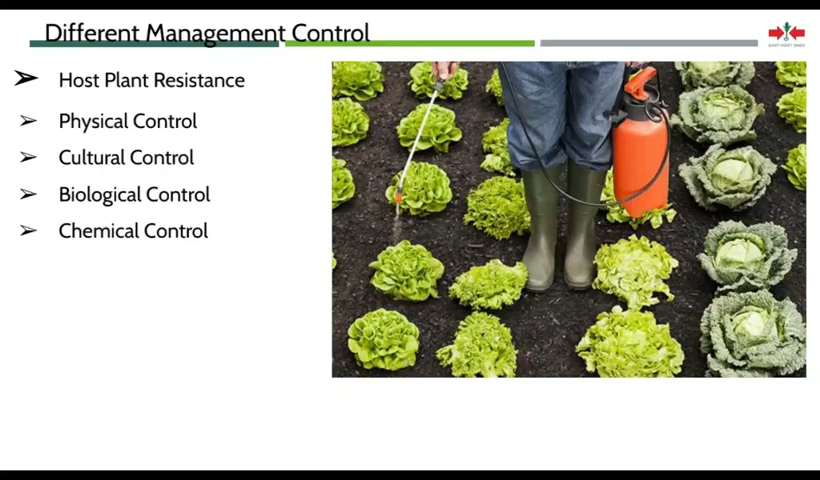 Different Management Control
Host Plant Resistance
Physical Control
Cultural Control
Biological Control
Chemical Control